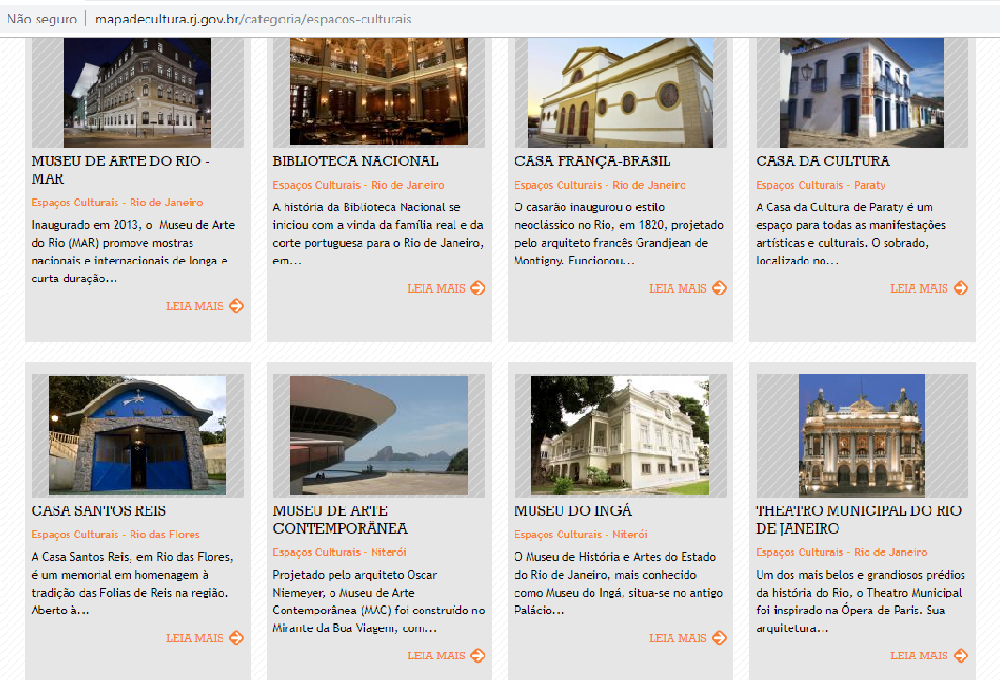 Não seguro | mapadecultura.rj.gov.br/categoria/espacos-culturais
MUSEU DE ARTE DO RIO -
MAR
Espaços Culturais - Rio de Janeiro
Inaugurado em 2013, o Museu de Arte
do Rio (MAR) promove mostras
nacionais e internacionais de longa e
curta duração...
LEIA MAIS
BIBLIOTECA NACIONAL
Espaços Culturais - Rio de Janeiro
A história da Biblioteca Nacional se
iniciou com a vinda da família real e da
corte portuguesa para o Rio de Janeiro,
em...
LEIA MAIS
CASA FRANÇA-BRASIL
Espaços Culturais - Rio de Janeiro
O casarão inaugurou o estilo
neoclássico no Rio, em 1820, projetado
pelo arquiteto francês Grandjean de
Montigny. Funcionou...
LEIA MAIS
CASA DA CULTURA
Espaços Culturais - Paraty
A Casa da Cultura de Paraty é um
espaço para todas as manifestações
artísticas e culturais. O sobrado,
localizado no...
LEIA MAIS
CASA SANTOS REIS
Espaços Culturais - Rio das Flores
A Casa Santos Reis, em Rio das Flores,
é um memorial em homenagem à
tradição das Folias de Reis na região.
Aberto à...
LEIA MAIS
MUSEU DE ARTE
CONTEMPORÂNEA
Espaços Culturais - Niterói
Projetado pelo arquiteto Oscar
Niemeyer, o Museu de Arte
Contemporânea (MAC) foi construído no
Mirante da Boa Viagem, com...
LEIA MAIS
MUSEU DO INGÁ
Espaços Culturais - Niterói
O Museu de História e Artes do Estado
do Rio de Janeiro, mais conhecido
como Museu do Ingá, situa-se no antigo
Palácio...
LEIA MAIS
THEATRO MUNICIPAL DO RIO
DE JANEIRO
Espaços Culturais - Rio de Janeiro
Um dos mais belos e grandiosos prédios
da história do Rio, o Theatro Municipal
foi inspirado na Ópera de Paris. Sua
arquitetura...
LEIA MAIS